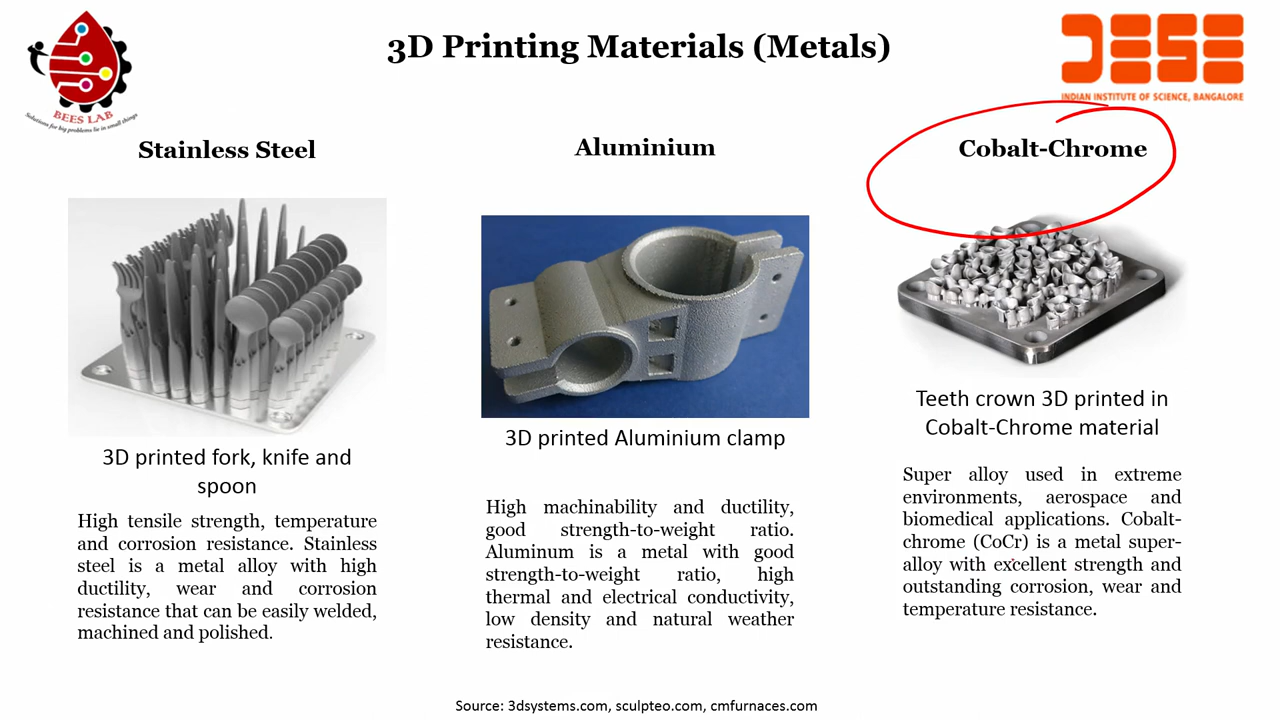 3D Printing Materials (Metals)
BEES LAB
Solutions for big problems lie in small things
DESE
INDIAN INSTITUTE OF SCIENCE, BANGALORE
Stainless Steel
3D printed fork, knife and
spoon
High tensile strength, temperature
and corrosion resistance. Stainless
steel is a metal alloy with high
ductility, wear and corrosion
resistance that can be easily welded,
machined and polished.
Aluminium
3D printed Aluminium clamp
High machinability and ductility,
good strength-to-weight ratio.
Aluminum is a metal with good
strength-to-weight ratio, high
thermal and electrical conductivity,
low density and natural weather
resistance.
Cobalt-Chrome
Teeth crown 3D printed in
Cobalt-Chrome material
Super alloy used in extreme
environments, aerospace and
biomedical applications. Cobalt-
chrome (CoCr) is a metal super-
alloy with excellent strength and
outstanding corrosion, wear and
temperature resistance.
Source: 3dsystems.com, sculpteo.com, cmfurnaces.com